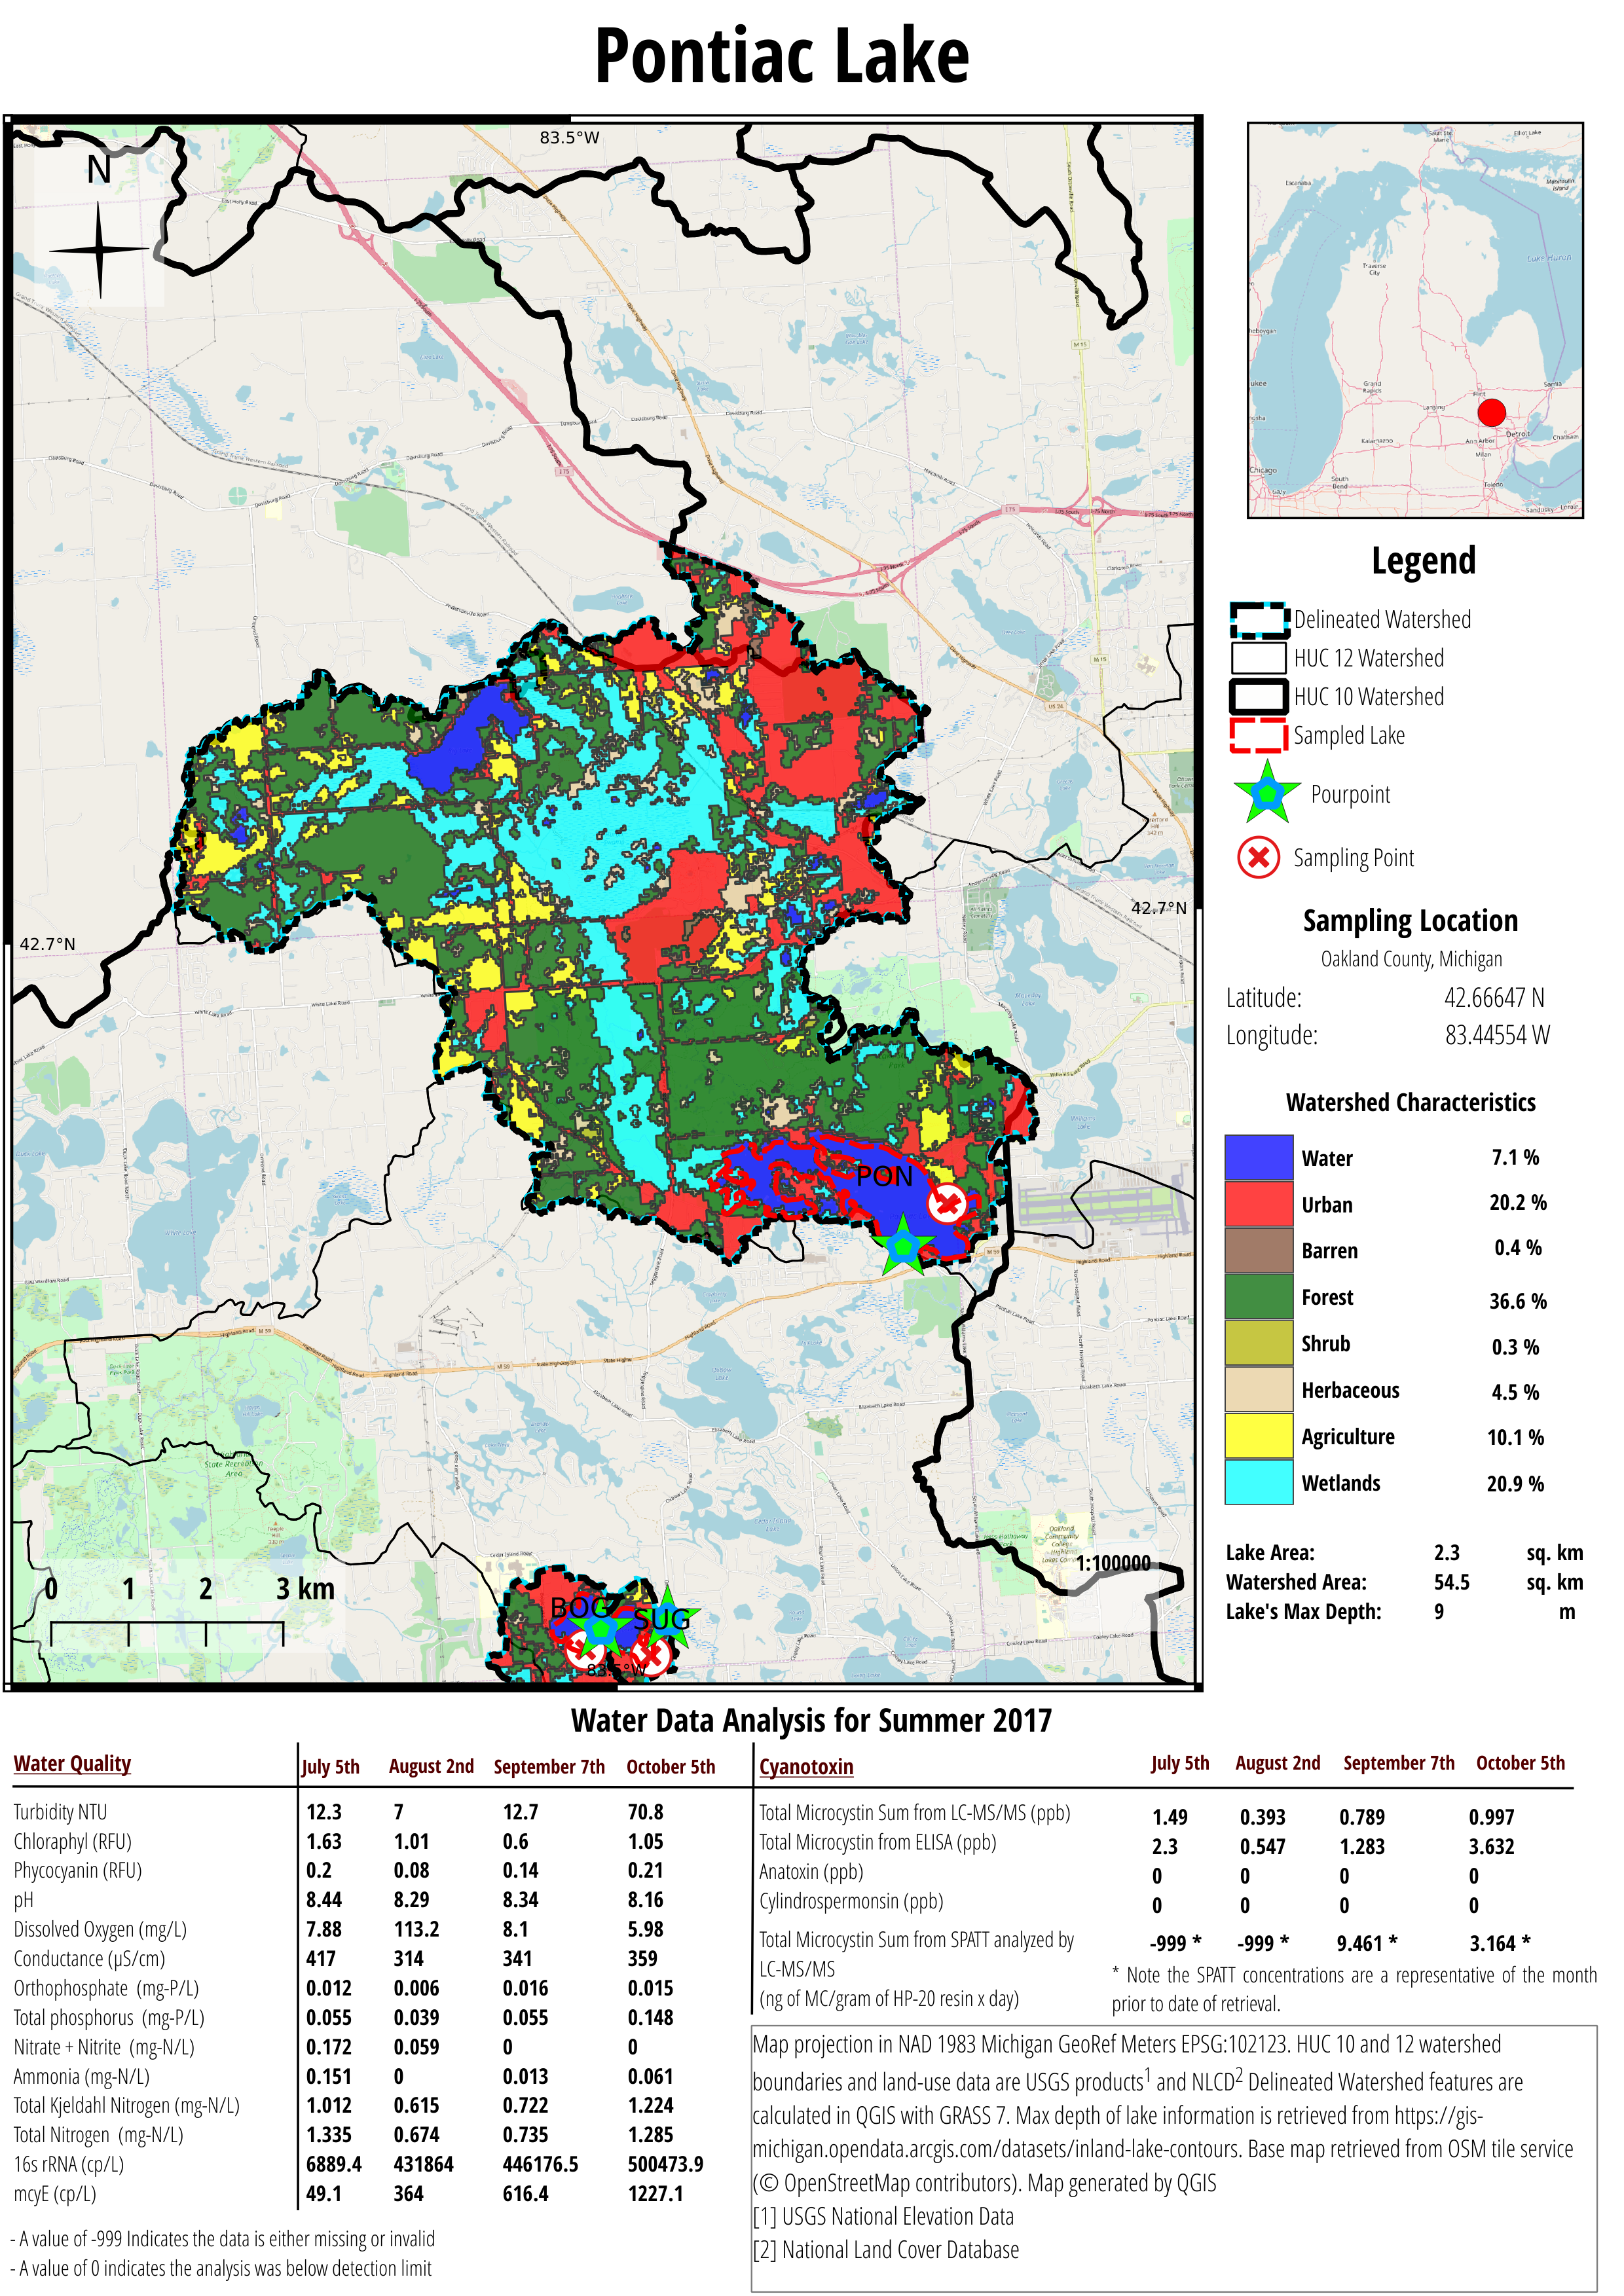 Pontiac Lake
83.5°W
N
42.7°N
42.7°N
PON
BOG
SUG
83.5°W
0 1 2 3 km
1:100000
Legend
Delineated Watershed
HUC 12 Watershed
HUC 10 Watershed
Sampled Lake
Pourpoint
Sampling Point
Sampling Location
Oakland County, Michigan
Latitude: 42.66647 N
Longitude: 83.44554 W
Watershed Characteristics
Water 7.1 %
Urban 20.2 %
Barren 0.4 %
Forest 36.6 %
Shrub 0.3 %
Herbaceous 4.5 %
Agriculture 10.1 %
Wetlands 20.9 %
Lake Area: 2.3 sq. km
Watershed Area: 54.5 sq. km
Lake's Max Depth: 9 m
Water Data Analysis for Summer 2017
Water Quality July 5th August 2nd September 7th October 5th
Turbidity NTU 12.3 7 12.7 70.8
Chloraphyl (RFU) 1.63 1.01 0.6 1.05
Phycocyanin (RFU) 0.2 0.08 0.14 0.21
pH 8.44 8.29 8.34 8.16
Dissolved Oxygen (mg/L) 7.88 113.2 8.1 5.98
Conductance (µS/cm) 417 314 341 359
Orthophosphate (mg-P/L) 0.012 0.006 0.016 0.015
Total phosphorus (mg-P/L) 0.055 0.039 0.055 0.148
Nitrate + Nitrite (mg-N/L) 0.172 0.059 0 0
Ammonia (mg-N/L) 0.151 0 0.013 0.061
Total Kjeldahl Nitrogen (mg-N/L) 1.012 0.615 0.722 1.224
Total Nitrogen (mg-N/L) 1.335 0.674 0.735 1.285
16s rRNA (cp/L) 6889.4 431864 446176.5 500473.9
mcyE (cp/L) 49.1 364 616.4 1227.1
- A value of -999 Indicates the data is either missing or invalid
- A value of 0 indicates the analysis was below detection limit
Cyanotoxin July 5th August 2nd September 7th October 5th
Total Microcystin Sum from LC-MS/MS (ppb) 1.49 0.393 0.789 0.997
Total Microcystin from ELISA (ppb) 2.3 0.547 1.283 3.632
Anatoxin (ppb) 0 0 0 0
Cylindrospermonsin (ppb) 0 0 0 0
Total Microcystin Sum from SPATT analyzed by -999 * -999 * 9.461 * 3.164 *
LC-MS/MS
(ng of MC/gram of HP-20 resin x day)
* Note the SPATT concentrations are a representative of the month
prior to date of retrieval.
Map projection in NAD 1983 Michigan GeoRef Meters EPSG:102123. HUC 10 and 12 watershed
boundaries and land-use data are USGS products1 and NLCD2 Delineated Watershed features are
calculated in QGIS with GRASS 7. Max depth of lake information is retrieved from https://gis-
michigan.opendata.arcgis.com/datasets/inland-lake-contours. Base map retrieved from OSM tile service
(© OpenStreetMap contributors). Map generated by QGIS
[1] USGS National Elevation Data
[2] National Land Cover Database